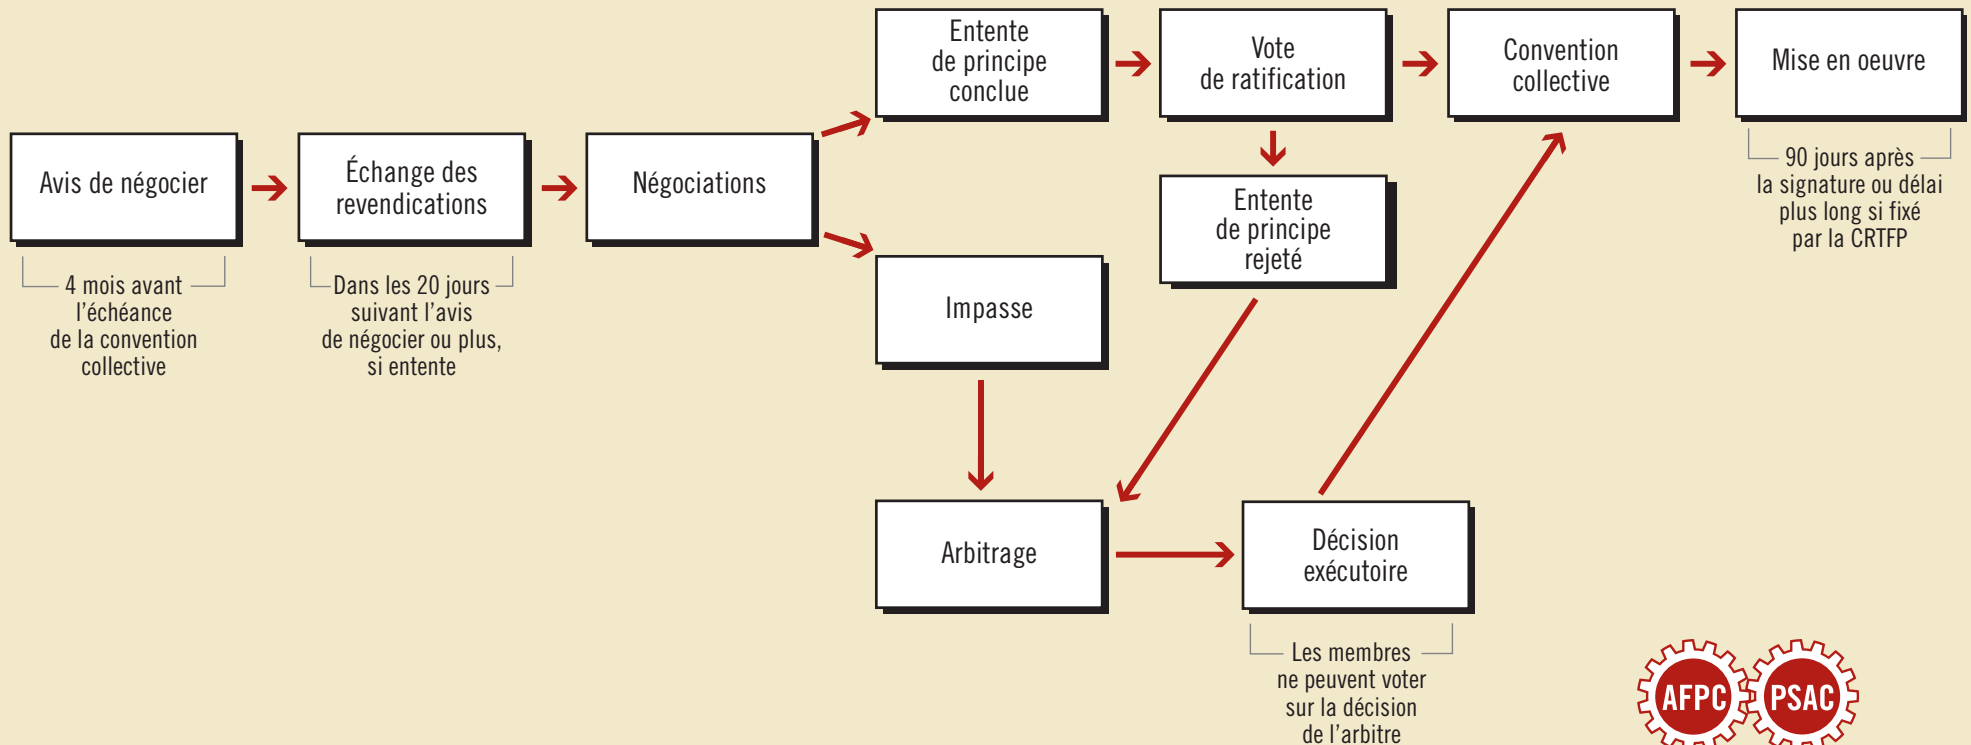 Avis de négocier
4 mois avant
l'échéance
de la convention
collective
Échange des
revendications
Dans les 20 jours
suivant l'avis
de négocier ou plus,
si entente
Négociations
Entente
de principe
conclue
Vote
de ratification
Convention
collective
Mise en oeuvre
90 jours après
la signature ou délai
plus long si fixé
par la CRTFP
Entente
de principe
rejeté
Impasse
Arbitrage
Décision
exécutoire
Les membres
ne peuvent voter
sur la décision
de l'arbitre
AFPC PSAC